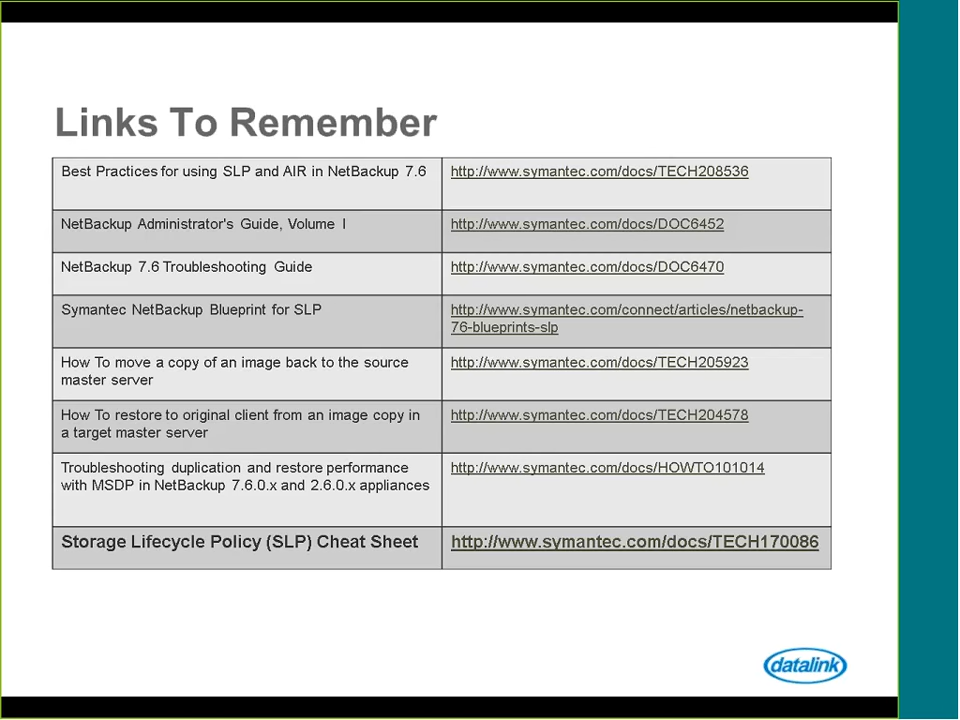 Links To Remember
Best Practices for using SLP and AIR in NetBackup 7.6
http://www.symantec.com/docs/TECH208536
NetBackup Administrator's Guide, Volume I
http://www.symantec.com/docs/DOC6452
NetBackup 7.6 Troubleshooting Guide
http://www.symantec.com/docs/DOC6470
Symantec NetBackup Blueprint for SLP
http://www.symantec.com/connect/articles/netbackup-
76-blueprints-slp
How To move a copy of an image back to the source
master server
http://www.symantec.com/docs/TECH205923
How To restore to original client from an image copy in
a target master server
http://www.symantec.com/docs/TECH204578
Troubleshooting duplication and restore performance
with MSDP in NetBackup 7.6.0.x and 2.6.0.x appliances
http://www.symantec.com/docs/HOWTO101014
Storage Lifecycle Policy (SLP) Cheat Sheet
http://www.symantec.com/docs/TECH170086
datalink